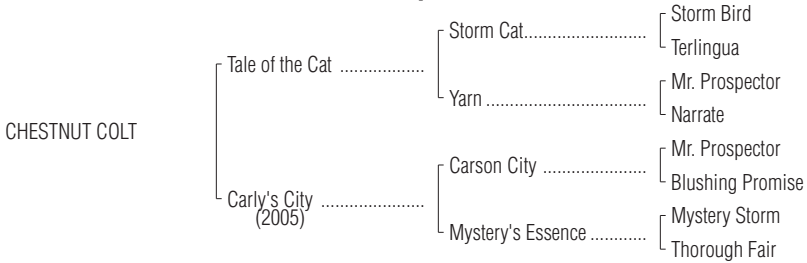 Storm Bird
Storm Cat..........................
Terlingua
Tale of the Cat ..................
Mr. Prospector
Yarn ..................................
Narrate
CHESTNUT COLT
Mr. Prospector
Carson City ......................
Blushing Promise
Carly's City ......................
(2005)
Mystery Storm
Mystery's Essence ............
Thorough Fair